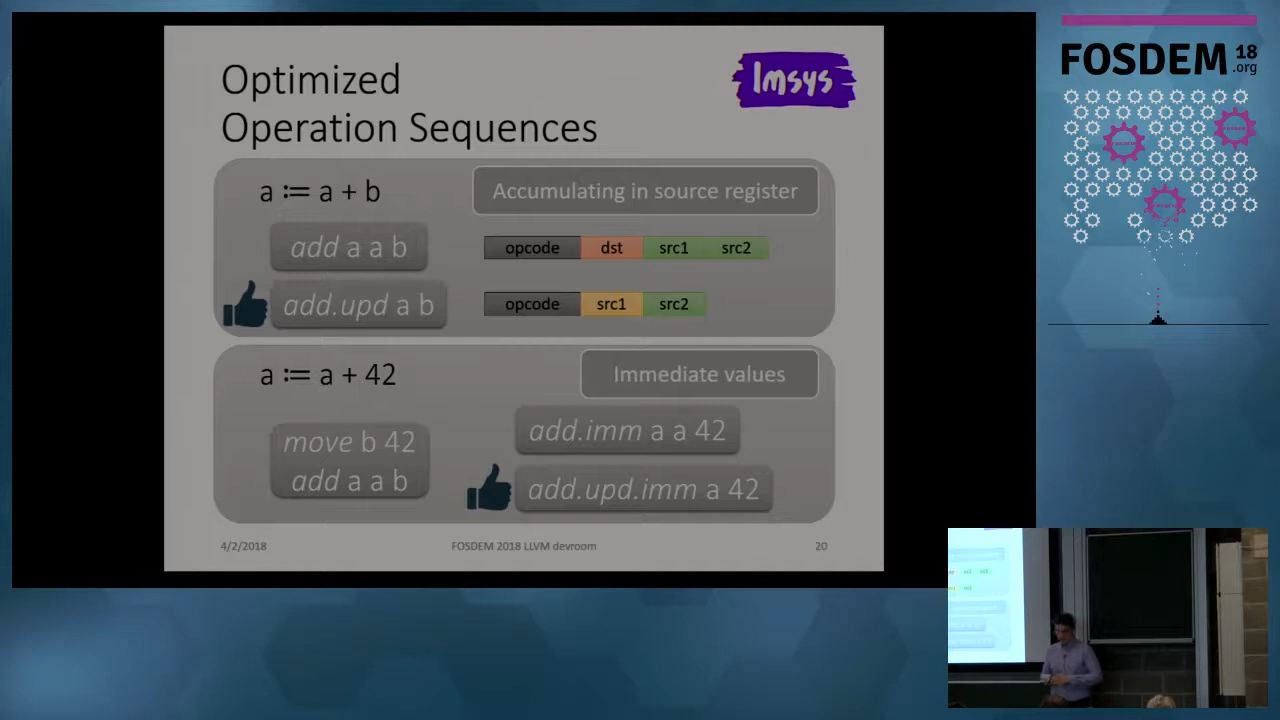 Optimized
Operation Sequences
Imsys
a := a + b
Accumulating in source register
add a a b
opcode dst src1 src2
add.upd a b
opcode src1 src2
a := a + 42
Immediate values
move b 42
add a a b
add.imm a a 42
add.upd.imm a 42
4/2/2018
FOSDEM 2018 LLVM devroom
20
FOSDEM 18
.org